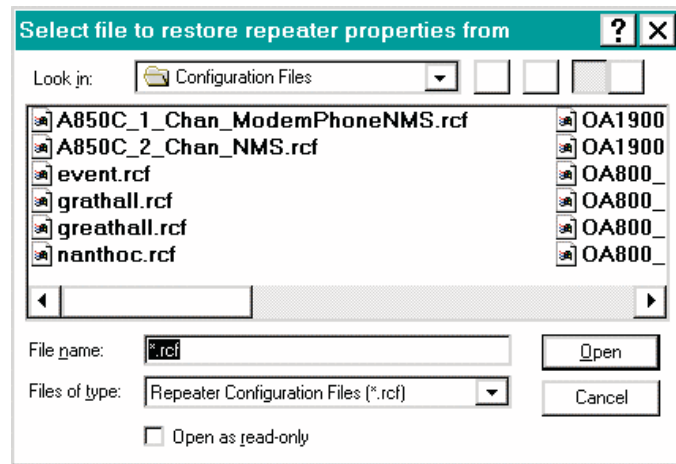 Select file to restore repeater properties from
Look in: Configuration Files
A850C_1_Chan_ModemPhoneNMS.rcf
A850C_2_Chan_NMS.rcf
event.rcf
grathall.rcf
greathall.rcf
nanthoc.rcf
OA1900
OA1900
OA800_
OA800_
OA800_
OA800_
File name: *.rcf
Open
Files of type: Repeater Configuration Files (*.rcf)
Cancel
Open as read-only